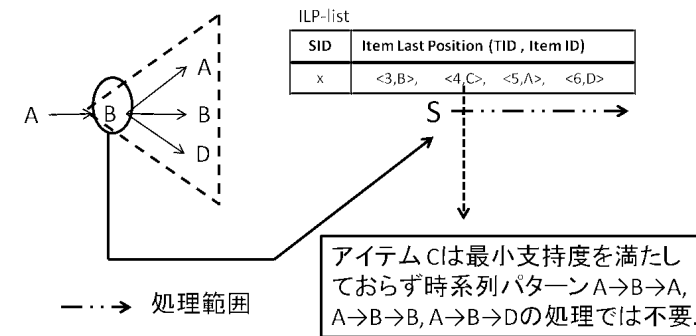 ILP-list
SID Item Last Position (TID , Item ID)
x <3,B>, <4,C>, <5,A>, <6,D>
A
B
A
B
D
S
アイテム Cは最小支持度を満たし
ておらず時系列パターン A→B→A,
A→B→B, A→B→Dの処理では不要.
処理範囲